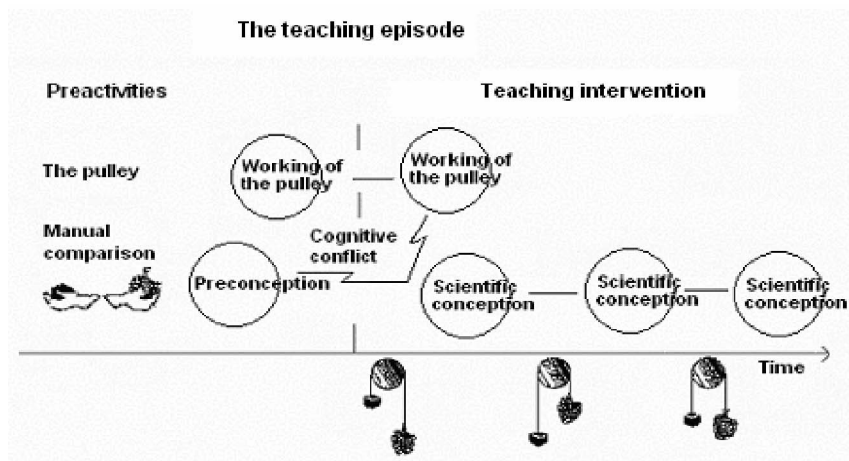 The teaching episode
Preactivities
Teaching intervention
The pulley
Working of
the pulley
Working of
the pulley
Manual
comparison
Cognitive
conflict
Preconception
Scientific
conception
Scientific
conception
Scientific
conception
Time